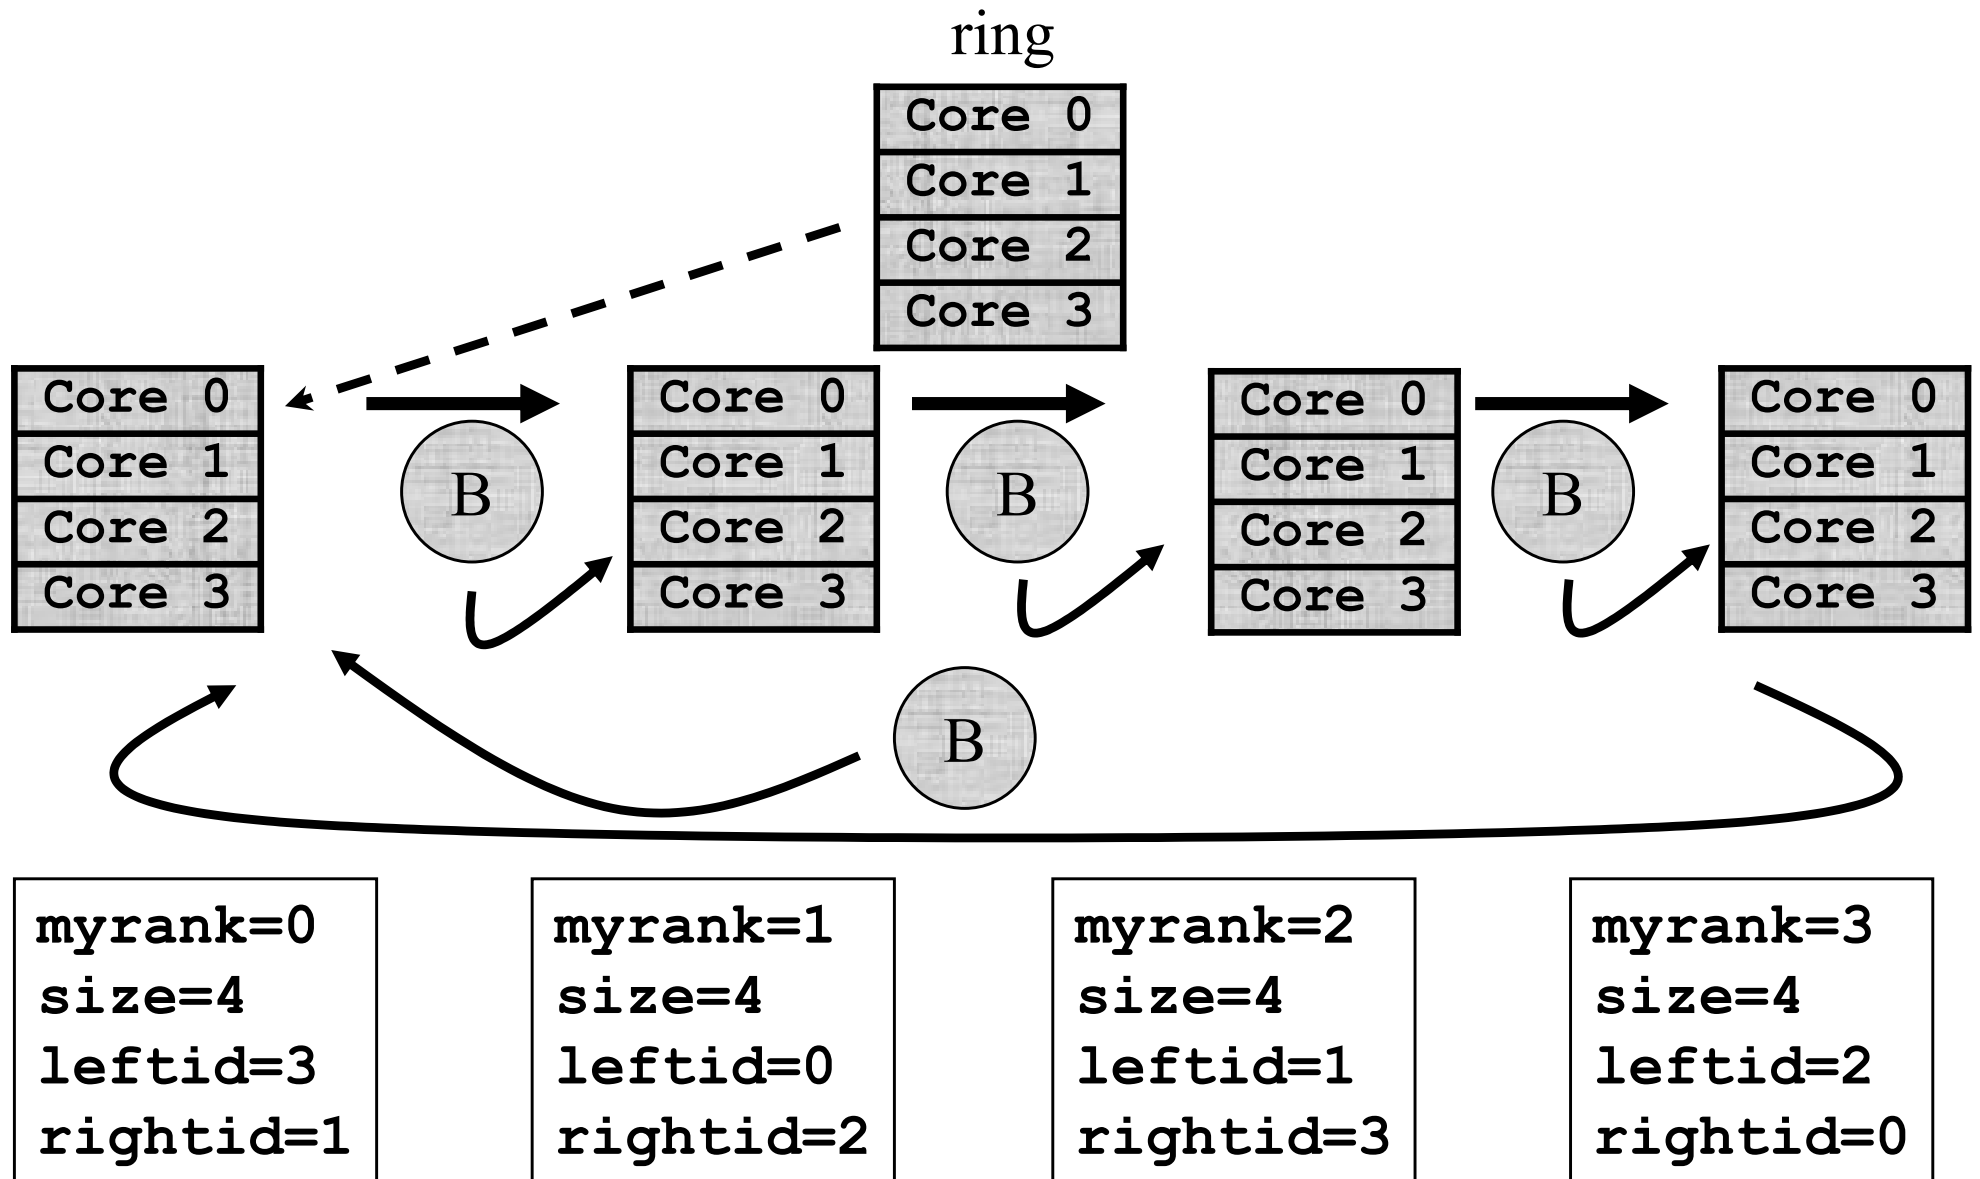 ring
Core 0
Core 1
Core 2
Core 3
Core 0
Core 1
Core 2
Core 3
B
Core 0
Core 1
Core 2
Core 3
B
Core 0
Core 1
Core 2
Core 3
B
Core 0
Core 1
Core 2
Core 3
B
myrank=0
size=4
leftid=3
rightid=1
myrank=1
size=4
leftid=0
rightid=2
myrank=2
size=4
leftid=1
rightid=3
myrank=3
size=4
leftid=2
rightid=0